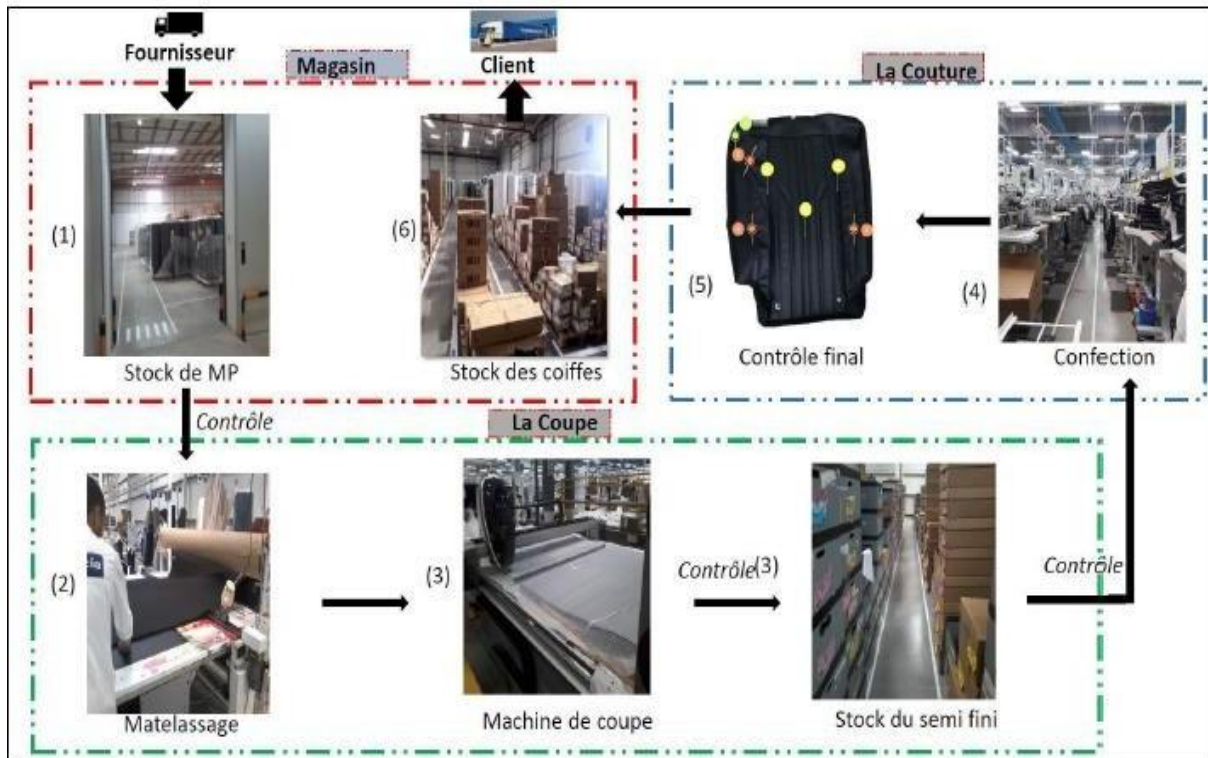 Fournisseur
Magasin
Client
La Couture
(1)
(6)
(5)
(4)
Stock de MP
Stock des coiffes
Contrôle final
Confection
Contrôle
La Coupe
(2)
(3)
Contrôle(3)
Contrôle
Matelassage
Machine de coupe
Stock du semi fini